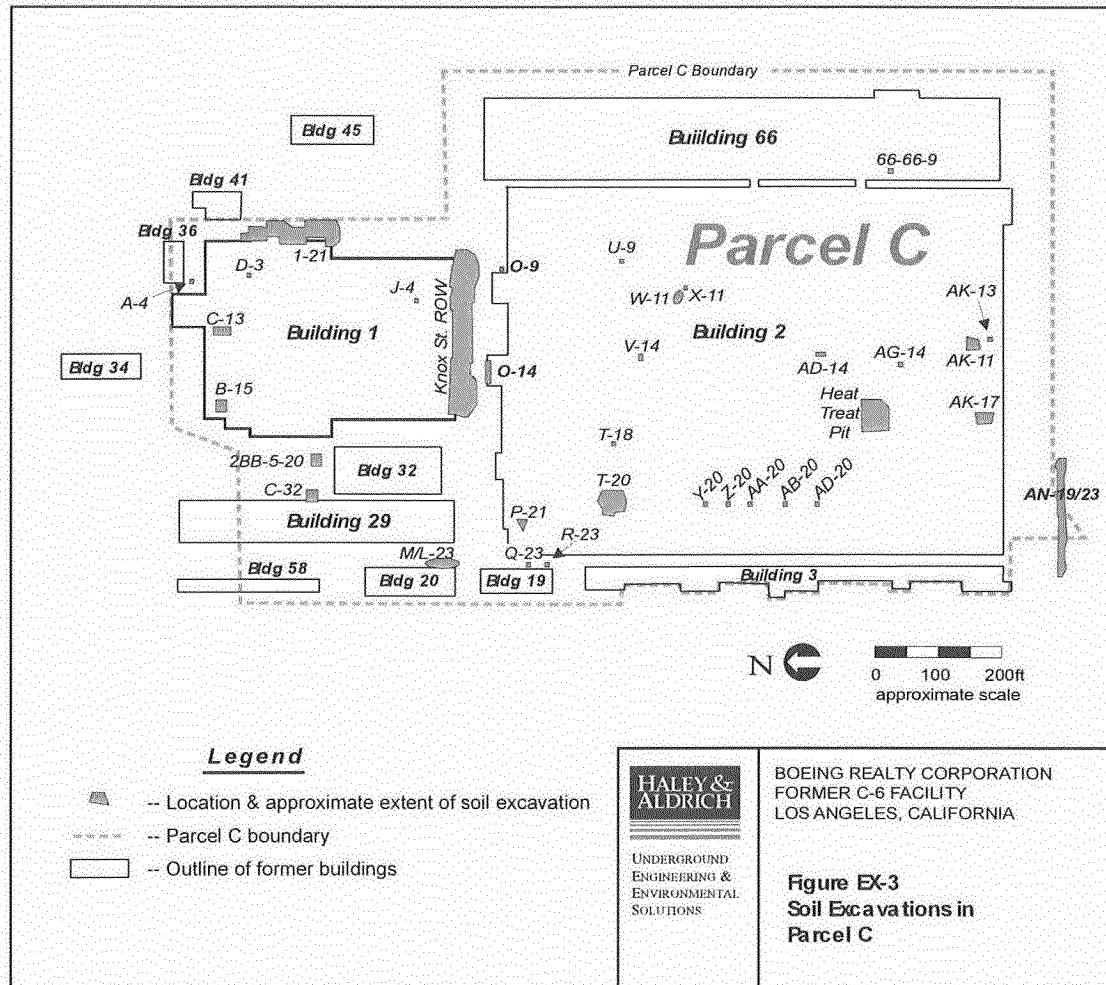 Parcel C Boundary
Bldg 45
Buiilding 66
66-66-9
Bldg 41
Bldg 36
D-3
1-21
A-4
J-4
C-13
Building 1
Knox St. ROW
Bldg 34
B-15
O-9
O-14
Parcel C
U-9
W-11
X-11
Building 2
V-14
AD-14
AG-14
AK-13
AK-11
AK-17
Heat
Treat
Pit
T-18
T-20
Y-20
Z-20
AA-20
AB-20
AD-20
AN-19/23
2BB-5-20
Bldg 32
C-32
Building 29
P-21
R-23
Q-23
M/L-23
Bldg 58
Bldg 20
Bldg 19
Building 3
N
0 100 200ft
approximate scale
Legend
-- Location & approximate extent of soil excavation
-- Parcel C boundary
-- Outline of former buildings
HALEY &
ALDRICH
UNDERGROUND
ENGINEERING &
ENVIRONMENTAL
SOLUTIONS
BOEING REALTY CORPORATION
FORMER C-6 FACILITY
LOS ANGELES, CALIFORNIA
Figure EX-3
Soil Excavations in
Parcel C